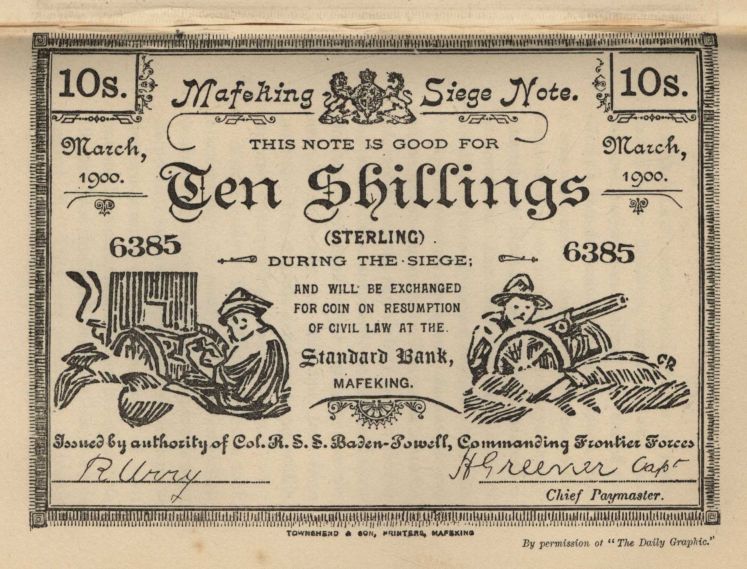 10s. Mafeking Siege Note. 10s.
March, 1900.
THIS NOTE IS GOOD FOR
March, 1900.
Ten Shillings
(STERLING).
6385
DURING THE SIEGE;
6385
AND WILL BE EXCHANGED
FOR COIN ON RESUMPTION
OF CIVIL LAW AT THE.
Standard Bank,
MAFEKING.
CR
Issued by authority of Col. R. S. S. Baden-Powell, Commanding Frontier Forces
R Urry
H Greener Capt
Chief Paymaster.
TOWNSHEND & SON, PRINTERS, MAFEKING
By permission of "The Daily Graphic."